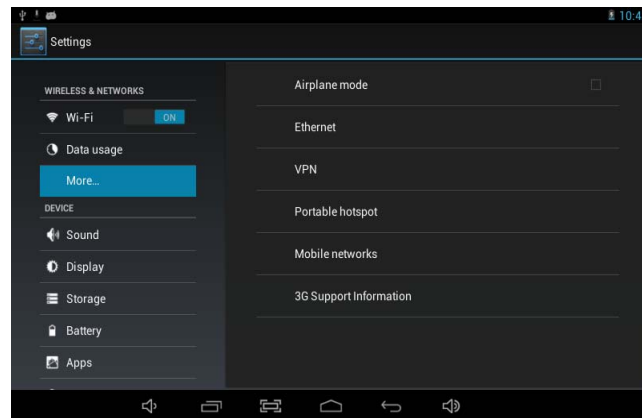 10:4
Settings
WIRELESS & NETWORKS
Wi-Fi ON
Data usage
More...
DEVICE
Sound
Display
Storage
Battery
Apps
Airplane mode
Ethernet
VPN
Portable hotspot
Mobile networks
3G Support Information